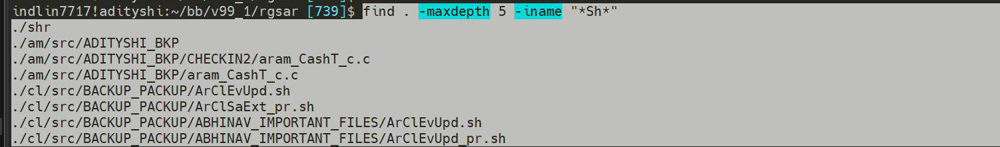 indlin7717!adityshi:~/bb/v99_1/rgsar [739]$ find . -maxdepth 5 -iname "*Sh*"
./shr
./am/src/ADITYSHI_BKP
./am/src/ADITYSHI_BKP/CHECKIN2/aram_CashT_c.c
./am/src/ADITYSHI_BKP/aram_CashT_c.c
./cl/src/BACKUP_PACKUP/ArClEvUpd.sh
./cl/src/BACKUP_PACKUP/ArClSaExt_pr.sh
./cl/src/BACKUP_PACKUP/ABHINAV_IMPORTANT_FILES/ArClEvUpd.sh
./cl/src/BACKUP_PACKUP/ABHINAV_IMPORTANT_FILES/ArClEvUpd_pr.sh